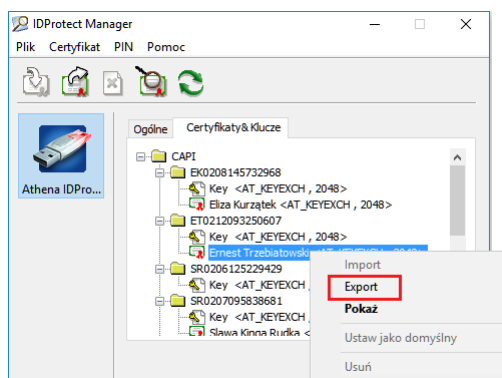 IDProtect Manager
Plik Certyfikat PIN Pomoc
Athena IDPro...
Ogólne Certyfikaty&Klucze
CAPI
EK0208145732968
Key <AT_KEYEXCH , 2048>
Eliza Kurzątek <AT_KEYEXCH , 2048>
ET0212093250607
Key <AT_KEYEXCH , 2048>
Ernest Trzebiatowski
SR0206125229429
Key <AT_KEYEXCH ,
SR0207095838681
Key <AT_KEYEXCH ,
Slawa Kinga Rudka <
Import
Export
Pokaż
Ustaw jako domyślny
Usuń